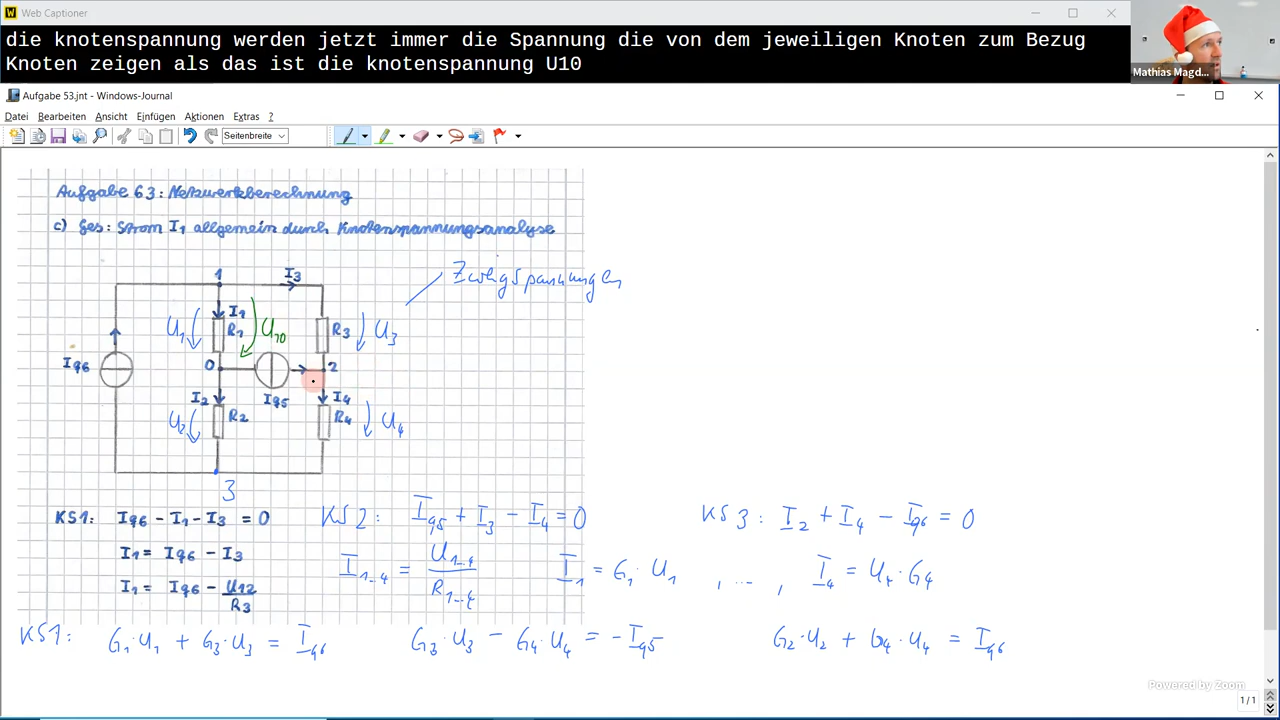 Web Captioner
die knotenspannung werden jetzt immer die Spannung die von dem jeweiligen Knoten zum Bezug
Knoten zeigen als das ist die knotenspannung U10
Mathias Magd...
Aufgabe 53.jnt - Windows-Journal
Datei Bearbeiten Ansicht Einfügen Aktionen Extras ?
Seitenbreite
Aufgabe 63: Netzwerkberechnung
c) Ges: Strom I1 allgemein durch Knotenspannungsanalyse
Zweigspannungen
1 I3
I1
U1 R1 U10 R3 U3
Iq6 0 2
I2 Iq5 I4
U2 R2 R4 U4
3
KS1: Iq6 - I1 - I3 = 0 KS2: Iq5 + I3 - I4 = 0 KS3: I2 + I4 - Iq6 = 0
I1 = Iq6 - I3 I1-4 = U1-4 / R1-4 I1 = G1 · U1 , ... , I4 = U4 · G4
I1 = Iq6 - U12 / R3
KS1: G1 · U1 + G3 · U3 = Iq6 G3 · U3 - G4 · U4 = -Iq5 G2 · U2 + G4 · U4 = Iq6
Powered by Zoom
1/1